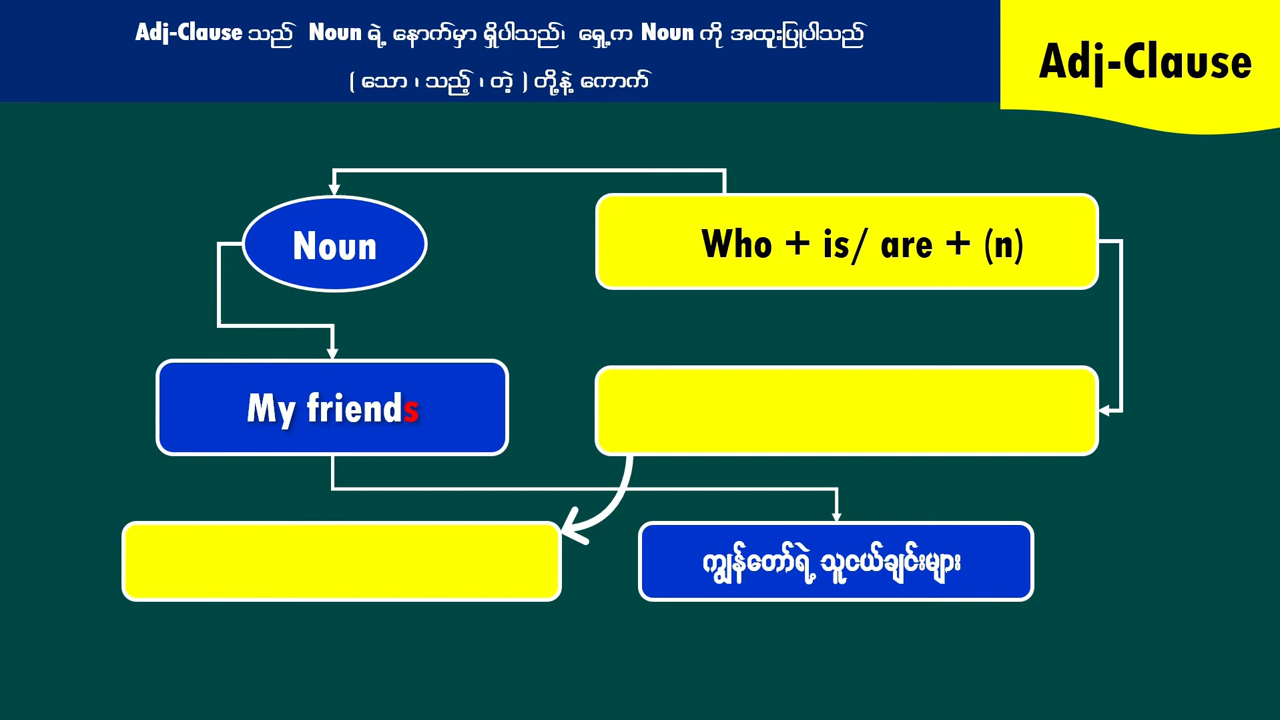 Adj-Clause သည် Noun ရဲ့ နောက်မှာ ရှိပါသည်၊ ရှေ့က Noun ကို အထူးပြုပါသည်
( သော ၊ သည့် ၊ တဲ့ ) တို့နဲ့ ကောက်
Adj-Clause
Noun
Who + is/ are + (n)
My friends
ကျွန်တော်ရဲ့ သူငယ်ချင်းများ